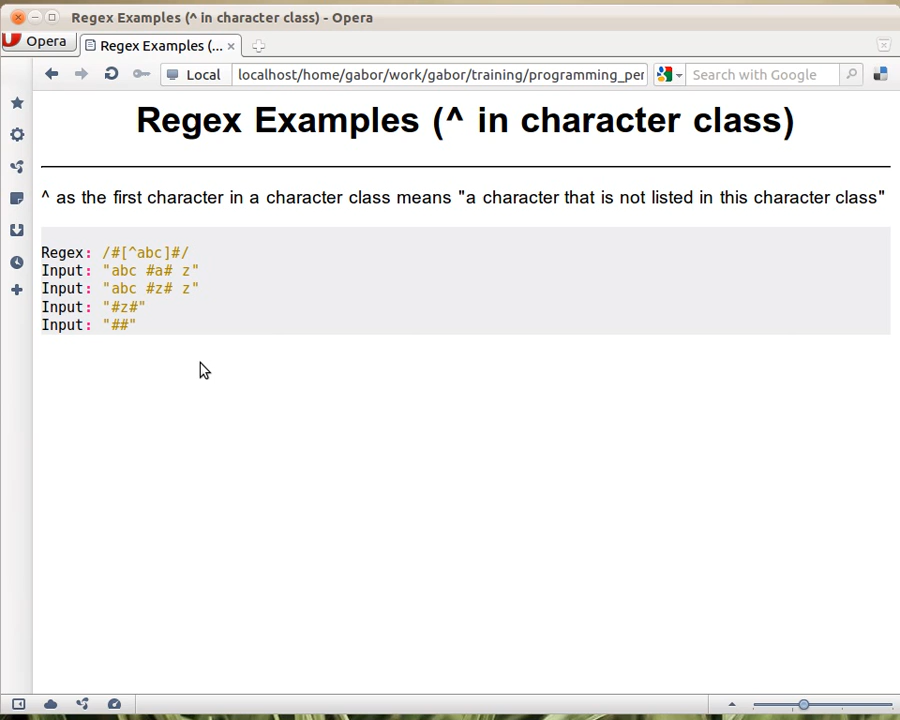 Regex Examples (^ in character class) - Opera
Opera
Regex Examples (...
Local
localhost/home/gabor/work/gabor/training/programming_per
Search with Google
Regex Examples (^ in character class)
^ as the first character in a character class means "a character that is not listed in this character class"
Regex: /#[^abc]#/
Input: "abc #a# z"
Input: "abc #z# z"
Input: "#z#"
Input: "##"